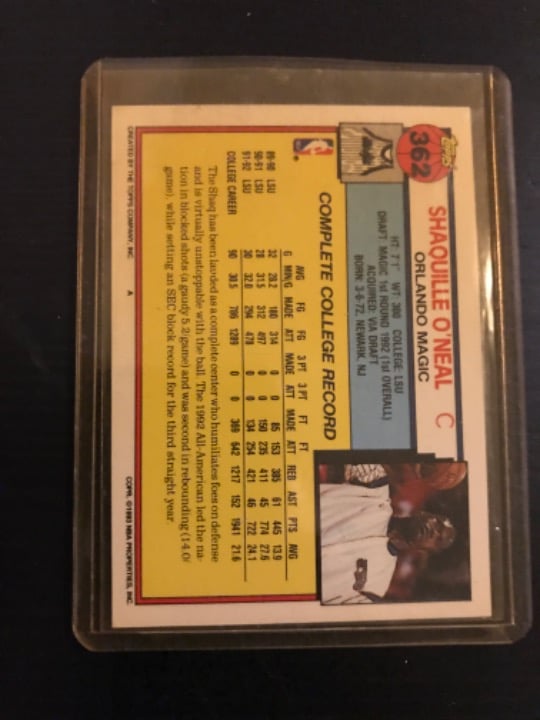 Topps
362
SHAQUILLE O'NEAL C
ORLANDO MAGIC
HT: 7'1" WT: 300 COLLEGE: LSU
DRAFT: MAGIC 1st ROUND 1992 (1st OVERALL)
ACQUIRED: VIA DRAFT
BORN: 3-6-72, NEWARK, NJ
COMPLETE COLLEGE RECORD
AVG FG FG 3 PT 3 PT FT FT
G MIN/G MADE ATT MADE ATT MADE ATT REB AST PTS AVG
89-90 LSU 32 28.2 180 314 0 0 85 153 385 61 445 13.9
90-91 LSU 28 31.5 312 497 0 0 150 235 411 45 774 27.6
91-92 LSU 30 32.0 294 478 0 0 134 254 421 46 722 24.1
COLLEGE CAREER 90 30.5 786 1289 0 0 369 642 1217 152 1941 21.6
The Shaq has been lauded as a complete center who humiliates foes on defense
and is virtually unstoppable with the ball. The 1992 All-American led the na-
tion in blocked shots (a gaudy 5.2/game) and was second in rebounding (14.0/
game), while setting an SEC block record for the third straight year.
CREATED BY THE TOPPS COMPANY, INC. A COPR. ©1993 NBA PROPERTIES, INC.